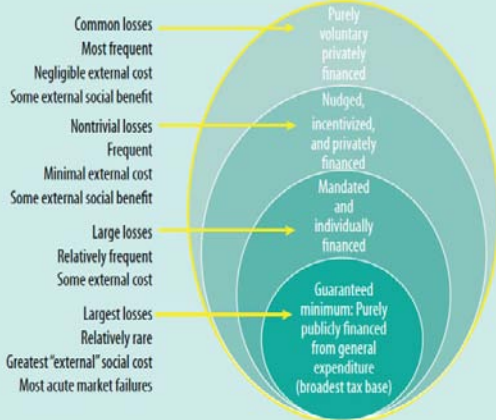 Common losses
Most frequent
Negligible external cost
Some external social benefit
Nontrivial losses
Frequent
Minimal external cost
Some external social benefit
Large losses
Relatively frequent
Some external cost
Largest losses
Relatively rare
Greatest “external” social cost
Most acute market failures
Purely
voluntary
privately
financed
Nudged,
incentivized,
and privately
financed
Mandated
and
individually
financed
Guaranteed
minimum: Purely
publicly financed
from general
expenditure
(broadest tax base)